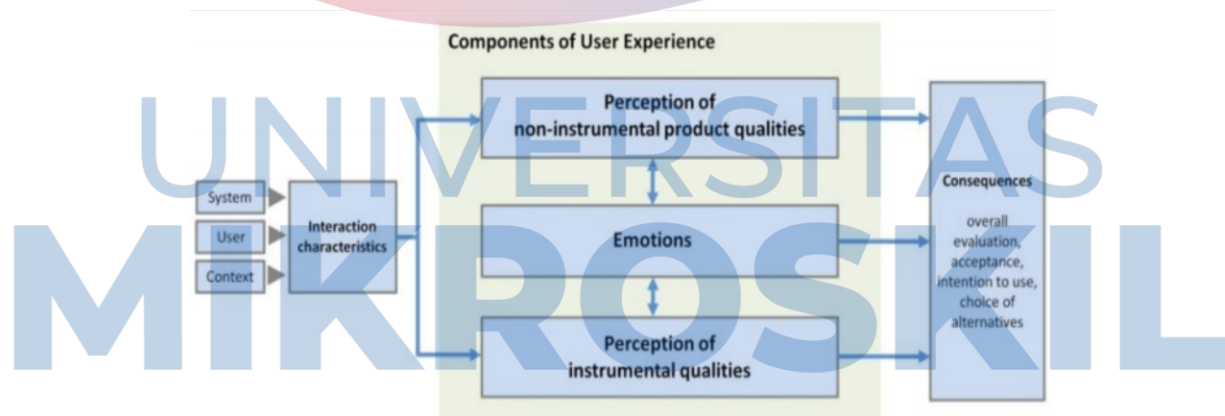 Components of User Experience
Perception of
non-instrumental product qualities
UNIVERSITAS
System
User
Context
Interaction
characteristics
Emotions
Consequences
overall
evaluation,
acceptance,
intention to use,
choice of
alternatives
MIKROSKIL
Perception of
instrumental qualities